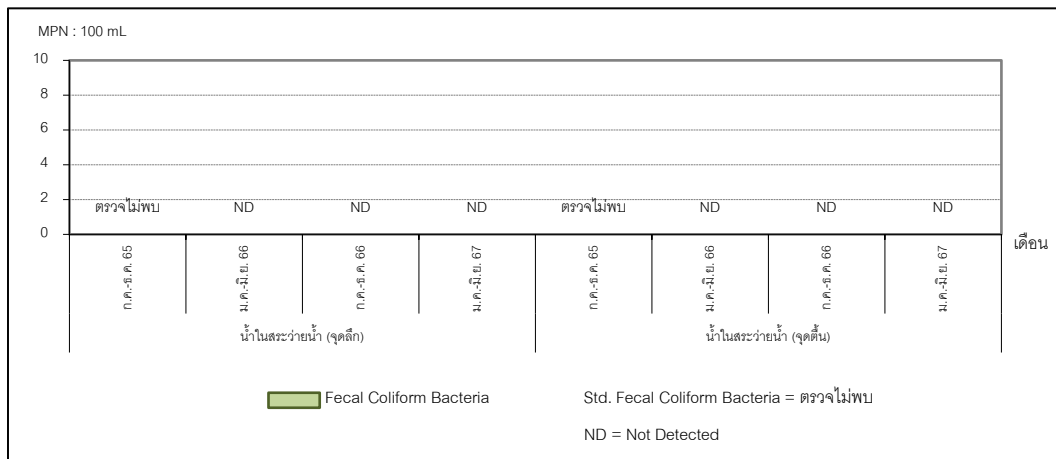 MPN : 100 mL
10
8
6
4
2
0
ตรวจไม่พบ ND ND ND ตรวจไม่พบ ND ND ND
เดือน
ก.ค.-ธ.ค. 65 ม.ค.-มิ.ย. 66 ก.ค.-ธ.ค. 66 ม.ค.-มิ.ย. 67 ก.ค.-ธ.ค. 65 ม.ค.-มิ.ย. 66 ก.ค.-ธ.ค. 66 ม.ค.-มิ.ย. 67
น้ำในสระว่ายน้ำ (จุดลึก) น้ำในสระว่ายน้ำ (จุดตื้น)
Fecal Coliform Bacteria Std. Fecal Coliform Bacteria = ตรวจไม่พบ
ND = Not Detected